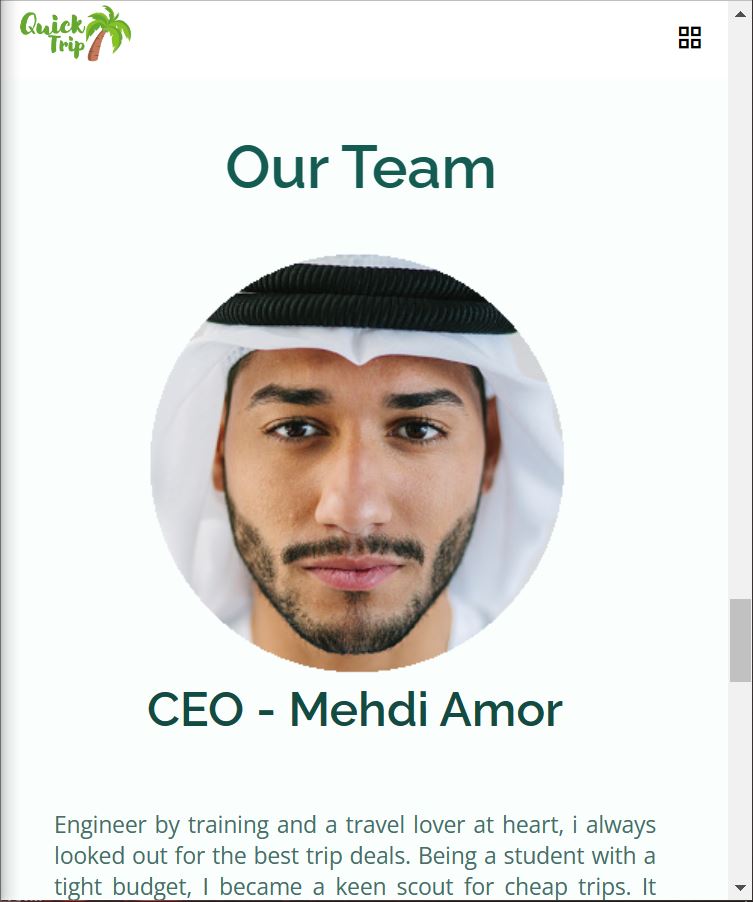 Quick
Trip
Our Team
CEO - Mehdi Amor
Engineer by training and a travel lover at heart, i always
looked out for the best trip deals. Being a student with a
tight budget, I became a keen scout for cheap trips. It